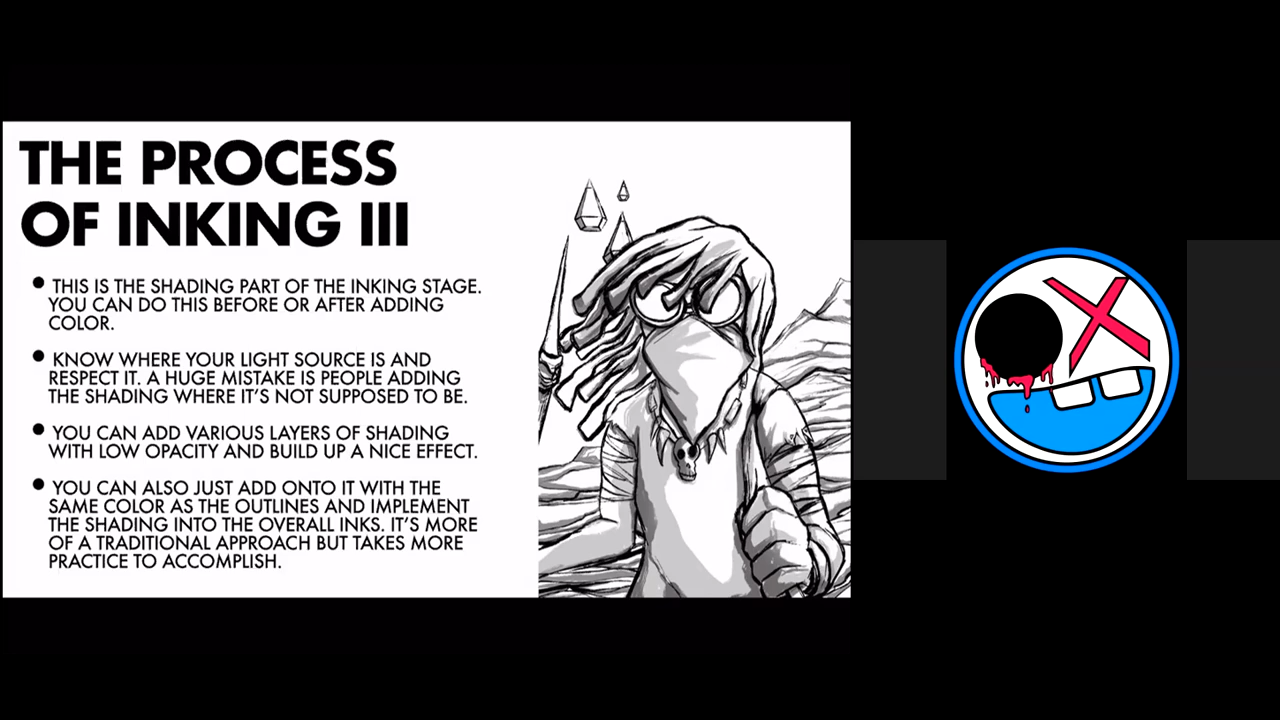 THE PROCESS
OF INKING III
• THIS IS THE SHADING PART OF THE INKING STAGE.
YOU CAN DO THIS BEFORE OR AFTER ADDING
COLOR.
• KNOW WHERE YOUR LIGHT SOURCE IS AND
RESPECT IT. A HUGE MISTAKE IS PEOPLE ADDING
THE SHADING WHERE IT'S NOT SUPPOSED TO BE.
• YOU CAN ADD VARIOUS LAYERS OF SHADING
WITH LOW OPACITY AND BUILD UP A NICE EFFECT.
• YOU CAN ALSO JUST ADD ONTO IT WITH THE
SAME COLOR AS THE OUTLINES AND IMPLEMENT
THE SHADING INTO THE OVERALL INKS. IT'S MORE
OF A TRADITIONAL APPROACH BUT TAKES MORE
PRACTICE TO ACCOMPLISH.